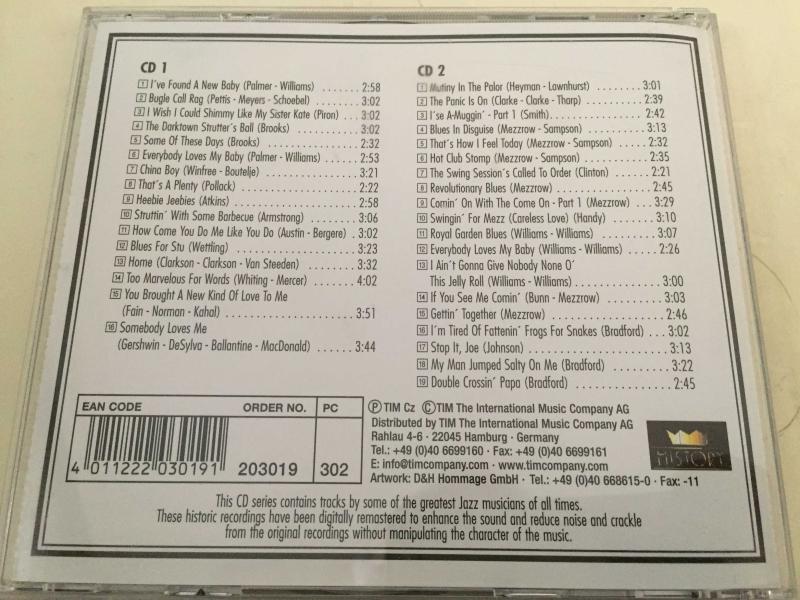 CD 1
1 I've Found A New Baby (Palmer - Williams) ....... 2:58
2 Bugle Call Rag (Pettis - Meyers - Schoebel) ....... 3:02
3 I Wish I Could Shimmy Like My Sister Kate (Piron) .. 3:02
4 The Darktown Strutter´s Ball (Brooks) ............ 3:02
5 Some Of These Days (Brooks) .................. 2:32
6 Everybody Loves My Baby (Palmer - Williams) ...... 2:53
7 China Boy (Winfree - Boutelje) ................. 3:21
8 That´s A Plenty (Pollack) ..................... 2:22
9 Heebie Jeebies (Atkins) ...................... 2:58
10 Struttin´ With Some Barbecue (Armstrong) ........ 3:06
11 How Come You Do Me Like You Do (Austin - Bergere) . 3:02
12 Blues For Stu (Wettling) ..................... 3:23
13 Home (Clarkson - Clarkson - Van Steeden) ......... 3:32
14 Too Marvelous For Words (Whiting - Mercer) ....... 4:02
15 You Brought A New Kind Of Love To Me
(Fain - Norman - Kahal) ..................... 3:51
16 Somebody Loves Me
(Gershwin - DeSylva - Ballantine - MacDonald) ...... 3:44
CD 2
1 Mutiny In The Palor (Heyman - Lawnhurst) ....... 3:01
2 The Panic Is On (Clarke - Clarke - Tharp) ......... 2:39
3 I´se A-Muggin´ - Part 1 (Smith)............... 2:42
4 Blues In Disguise (Mezzrow - Sampson) .......... 3:13
5 That´s How I Feel Today (Mezzrow - Sampson) ..... 2:32
6 Hot Club Stomp (Mezzrow - Sampson) ........... 2:35
7 The Swing Session´s Called To Order (Clinton) ..... 2:21
8 Revolutionary Blues (Mezzrow) ................ 2:45
9 Comin´ On With The Come On - Part 1 (Mezzrow) ... 3:29
10 Swingin´ For Mezz (Careless Love) (Handy) ....... 3:10
11 Royal Garden Blues (Williams - Williams) ......... 3:07
12 Everybody Loves My Baby (Williams - Williams) ..... 2:26
13 I Ain´t Gonna Give Nobody None O´
This Jelly Roll (Williams - Williams) ............. 3:00
14 If You See Me Comin´ (Bunn - Mezzrow) ......... 3:03
15 Gettin´ Together (Mezzrow) ................... 2:46
16 I´m Tired Of Fattenin´ Frogs For Snakes (Bradford) ... 3:02
17 Stop It, Joe (Johnson) ...................... 3:13
18 My Man Jumped Salty On Me (Bradford) ......... 3:22
19 Double Crossin´ Papa (Bradford) ............... 2:45
EAN CODE ORDER NO. PC
4 011222 030191 203019 302
Ⓟ TIM Cz © TIM The International Music Company AG
Distributed by TIM The International Music Company AG
Rahlau 4-6 · 22045 Hamburg · Germany
Tel.: +49 (0)40 6699160 · Fax: +49 (0)40 6699161
E: info@timcompany.com · www.timcompany.com
Artwork: D&H Hommage GmbH · Tel.: +49 (0)40 668615-0 · Fax: -11
HISTORY
This CD series contains tracks by some of the greatest Jazz musicians of all times.
These historic recordings have been digitally remastered to enhance the sound and reduce noise and crackle
from the original recordings without manipulating the character of the music.